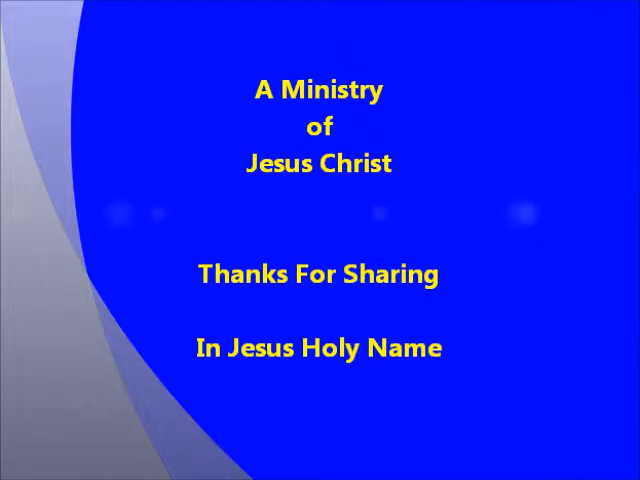 A Ministry
of
Jesus Christ
Thanks For Sharing
In Jesus Holy Name